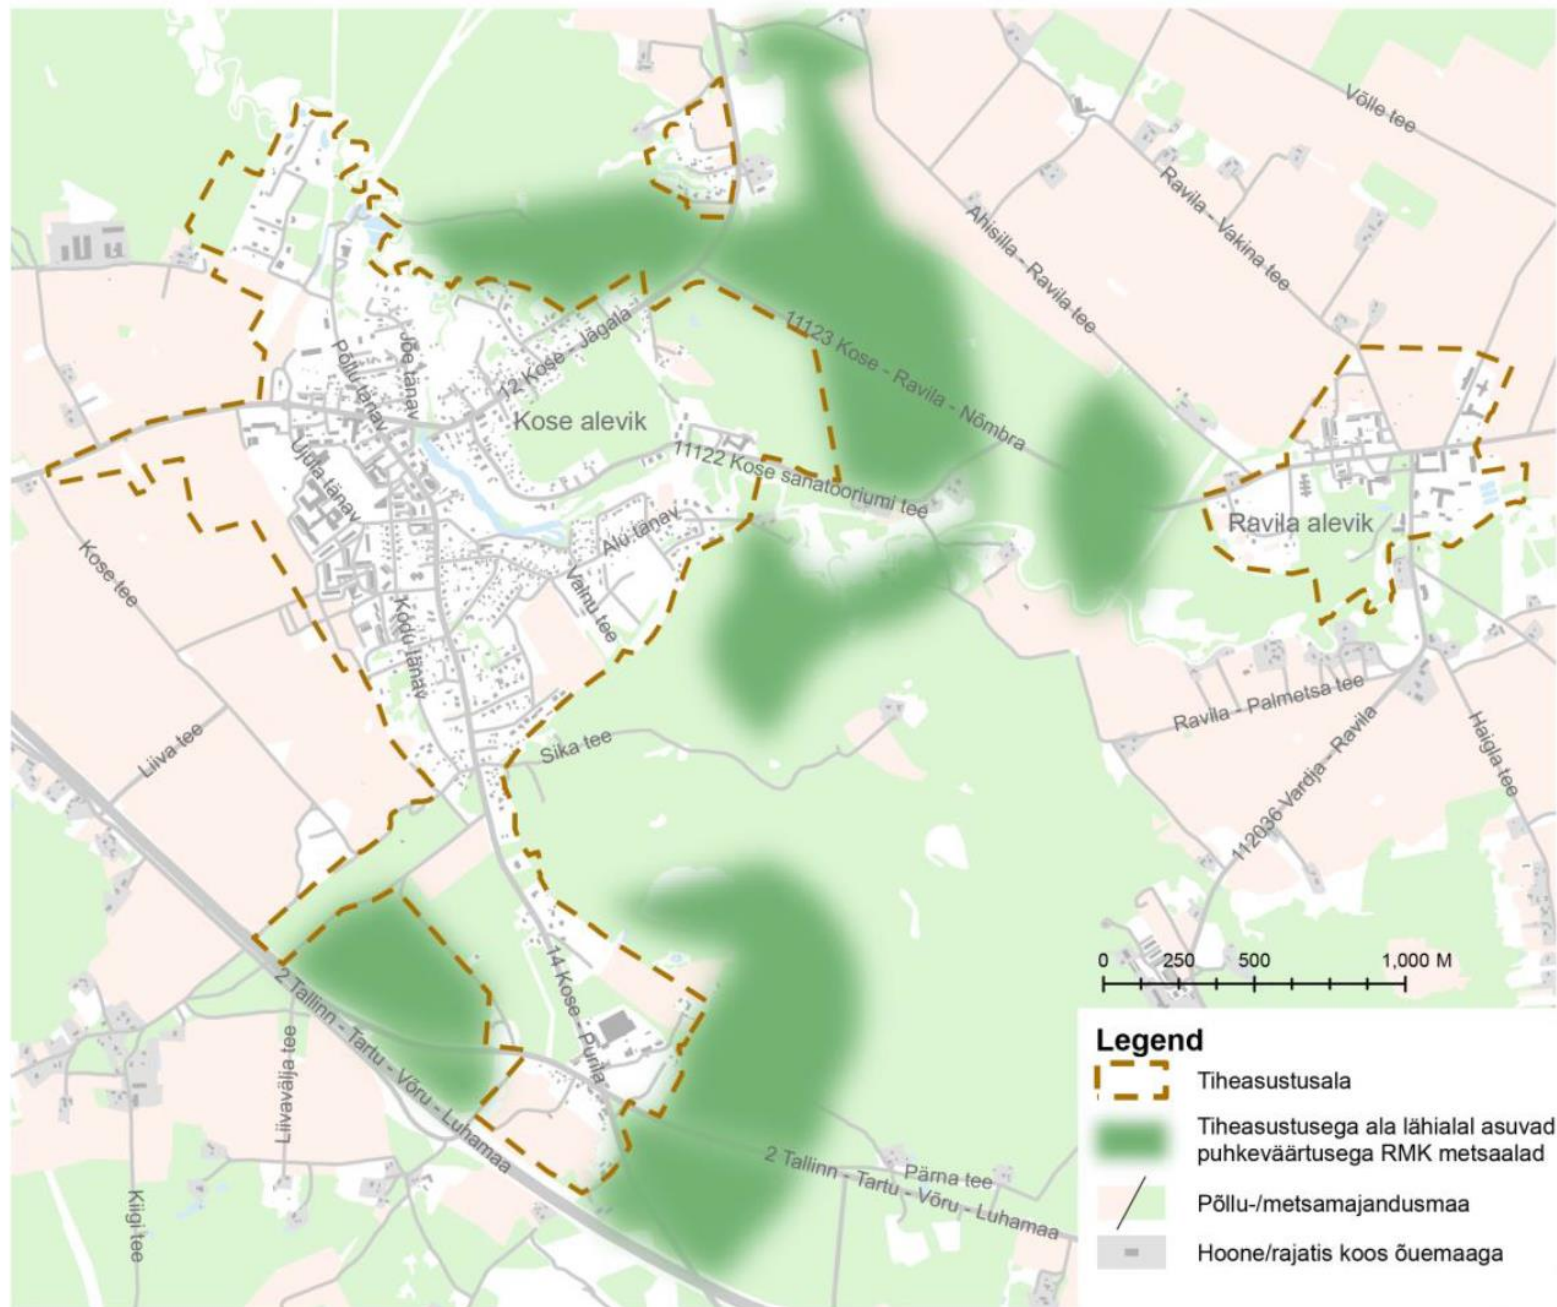 Võlle tee
Ravila - Vakina tee
Ahisilla - Ravila tee
11123 Kose - Ravila - Nõmbra
12 Kose - Jägala
Jõe tänav
Põllu tänav
Kose alevik
11122 Kose sanatooriumi tee
Ujula tänav
Alu tänav
Ravila alevik
Kose tee
Vainu tee
Kodu tänav
Ravila - Palmetsa tee
Liiva tee
Sika tee
Haigla tee
112036 Vardja - Ravila
14 Kose - Purila
2 Tallinn - Tartu - Võru - Luhamaa
Liivavälja tee
Kiigi tee
2 Tallinn - Tartu - Võru - Luhamaa
Pärna tee
0 250 500 1,000 M
Legend
Tiheasustusala
Tiheasustusega ala lähialal asuvad
puhkeväärtusega RMK metsaalad
Põllu-/metsamajandusmaa
Hoone/rajatis koos õuemaaga